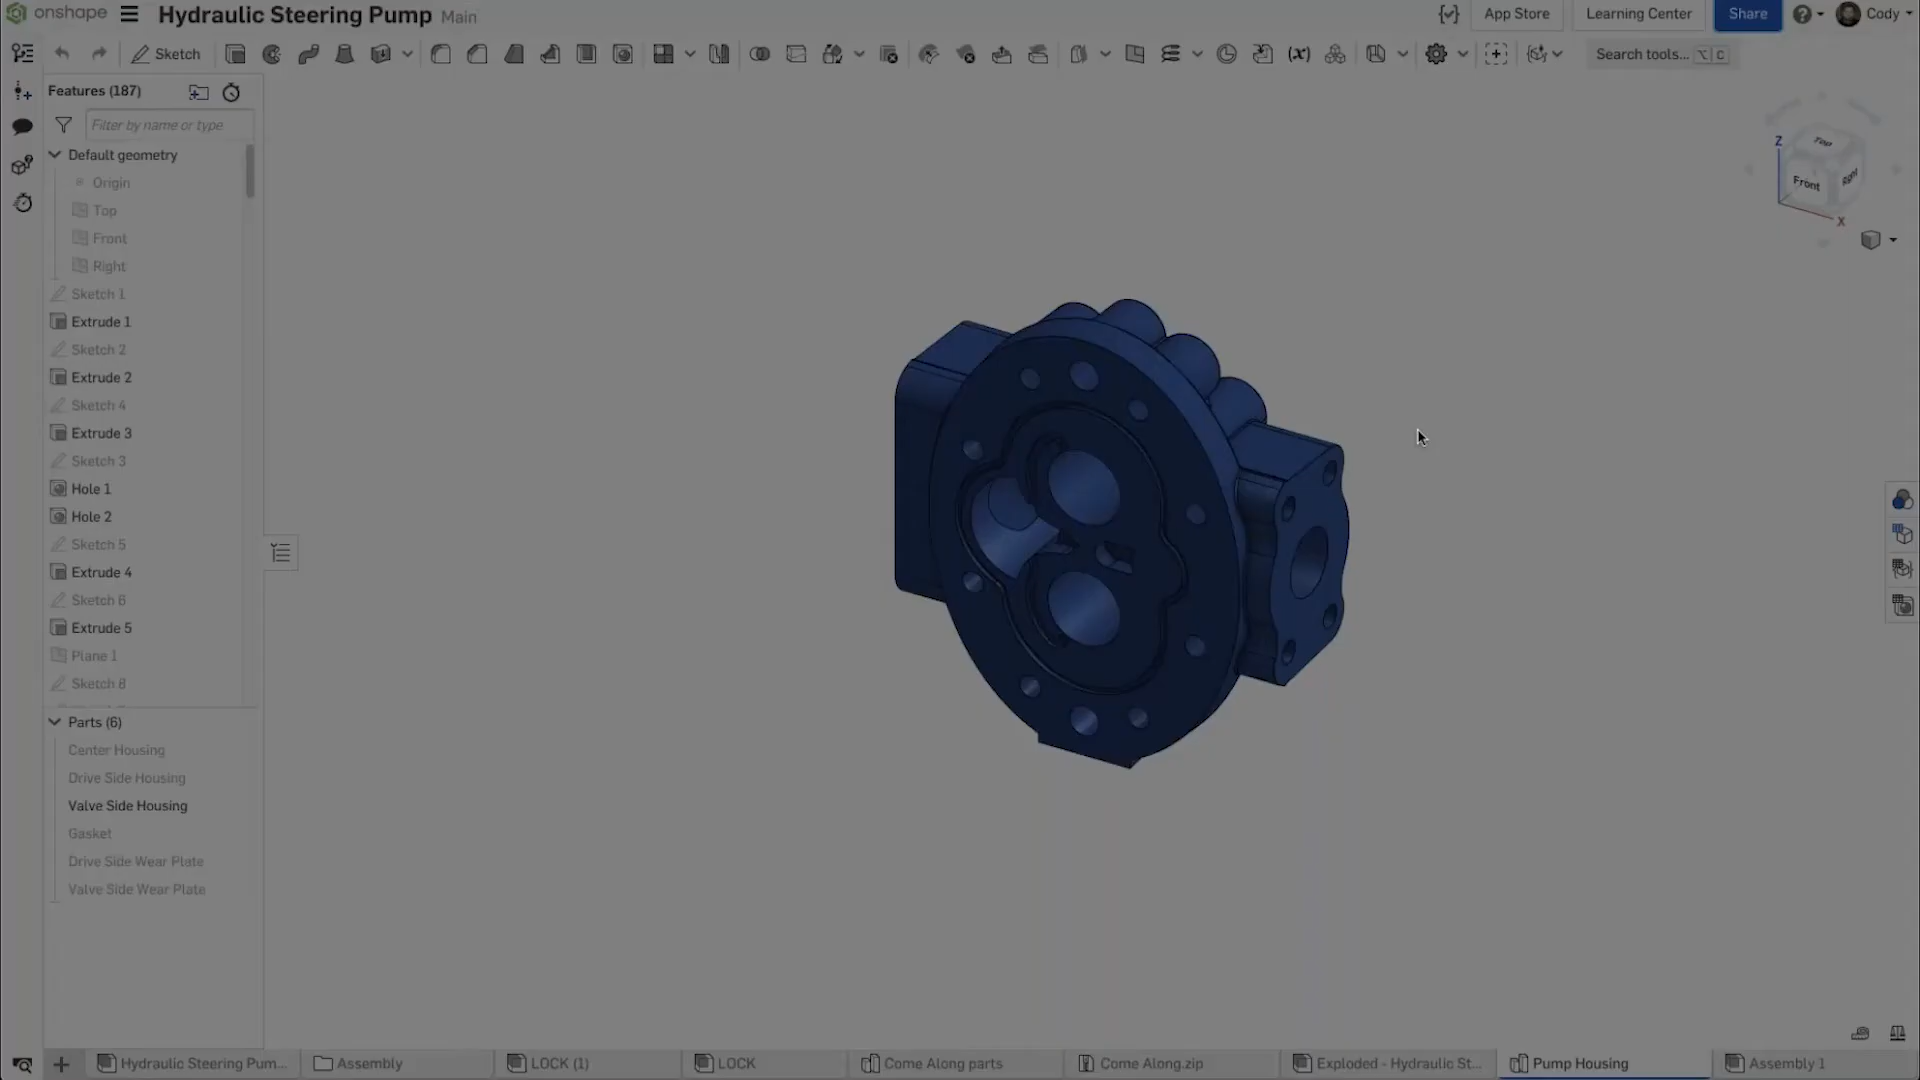 onshape
Hydraulic Steering Pump Main
App Store
Learning Center
Share
Cody
Sketch
Search tools... ⌥ C
Features (187)
Filter by name or type
Default geometry
Origin
Top
Front
Right
Sketch 1
Extrude 1
Sketch 2
Extrude 2
Sketch 4
Extrude 3
Sketch 3
Hole 1
Hole 2
Sketch 5
Extrude 4
Sketch 6
Extrude 5
Plane 1
Sketch 8
Parts (6)
Center Housing
Drive Side Housing
Valve Side Housing
Gasket
Drive Side Wear Plate
Valve Side Wear Plate
Z
Top
Front
Right
X
Hydraulic Steering Pum...
Assembly
LOCK (1)
LOCK
Come Along parts
Come Along.zip
Exploded - Hydraulic St...
Pump Housing
Assembly 1